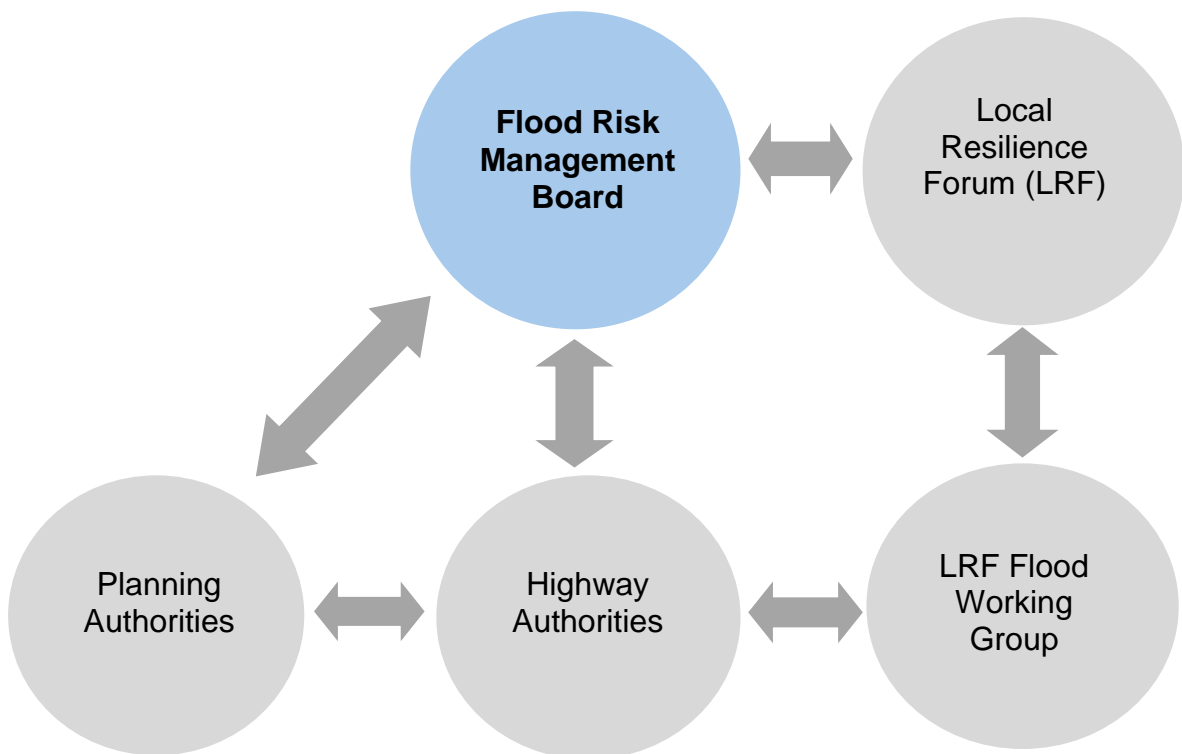 Flood Risk
Management
Board
Local
Resilience
Forum (LRF)
Planning
Authorities
Highway
Authorities
LRF Flood
Working
Group